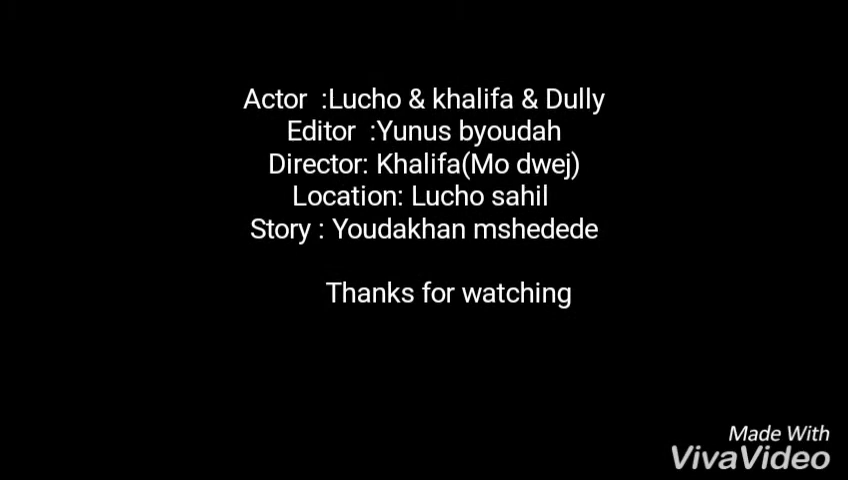 Actor :Lucho & khalifa & Dully
Editor :Yunus byoudah
Director: Khalifa(Mo dwej)
Location: Lucho sahil
Story : Youdakhan mshedede
Thanks for watching
Made With
VivaVideo